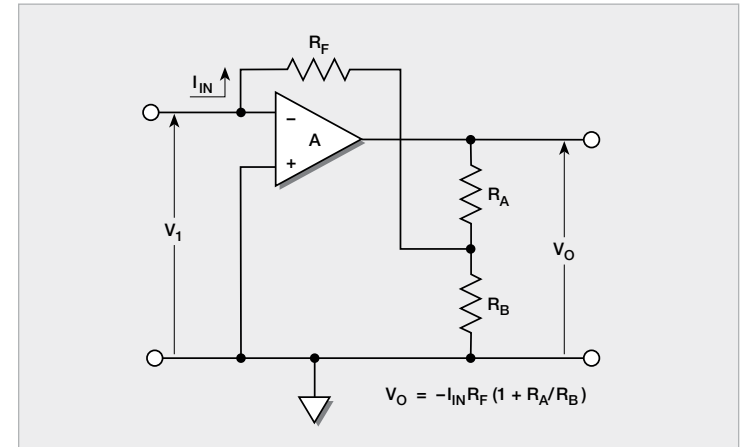 R_F
I_IN
−
A
+
R_A
V_1
V_O
R_B
V_O = −I_IN R_F (1 + R_A/R_B)